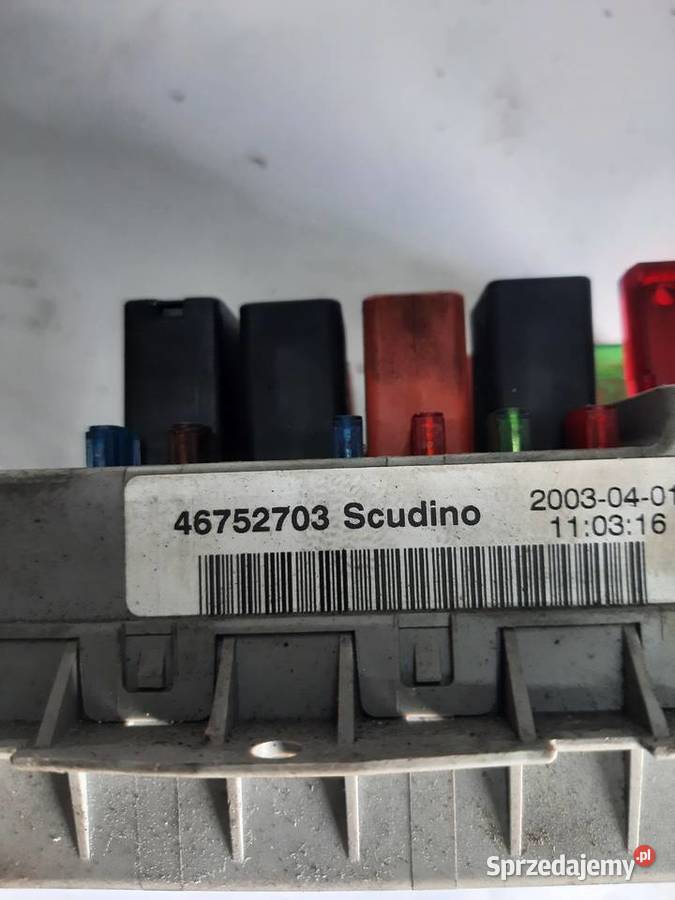 46752703 Scudino
2003-04-01
11:03:16
Sprzedajemy.pl